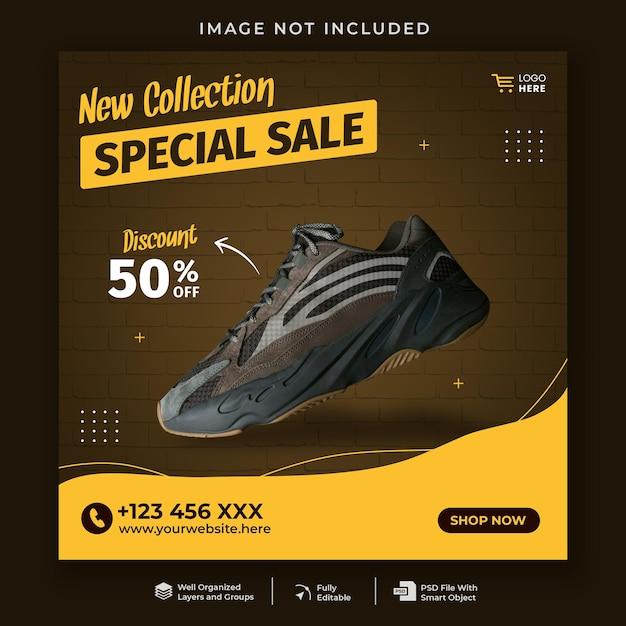 IMAGE NOT INCLUDED
New Collection
SPECIAL SALE
LOGO
HERE
Discount
50%
OFF
+123 456 XXX
www.yourwebsite.here
SHOP NOW
Well Organized
Layers and Groups
Fully
Editable
PSD
PSD File With
Smart Object